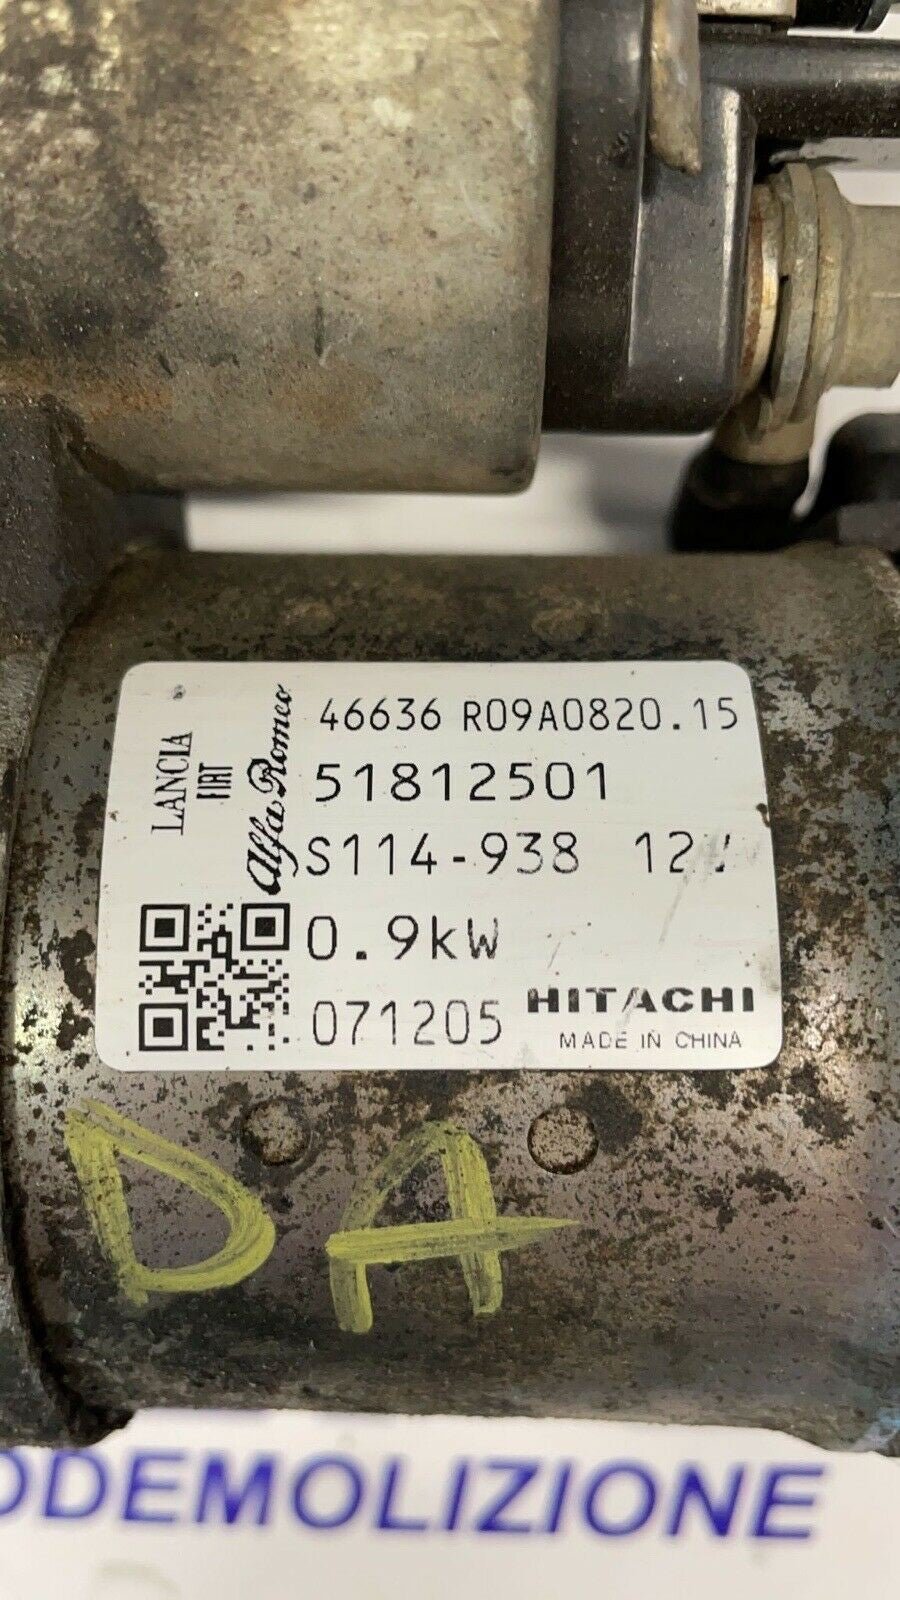 LANCIA
FIAT
Alfa Romeo
46636 R09A0820.15
51812501
S114-938 12V
0.9kW
071205 HITACHI
MADE IN CHINA
DA
ODEMOLIZIONE